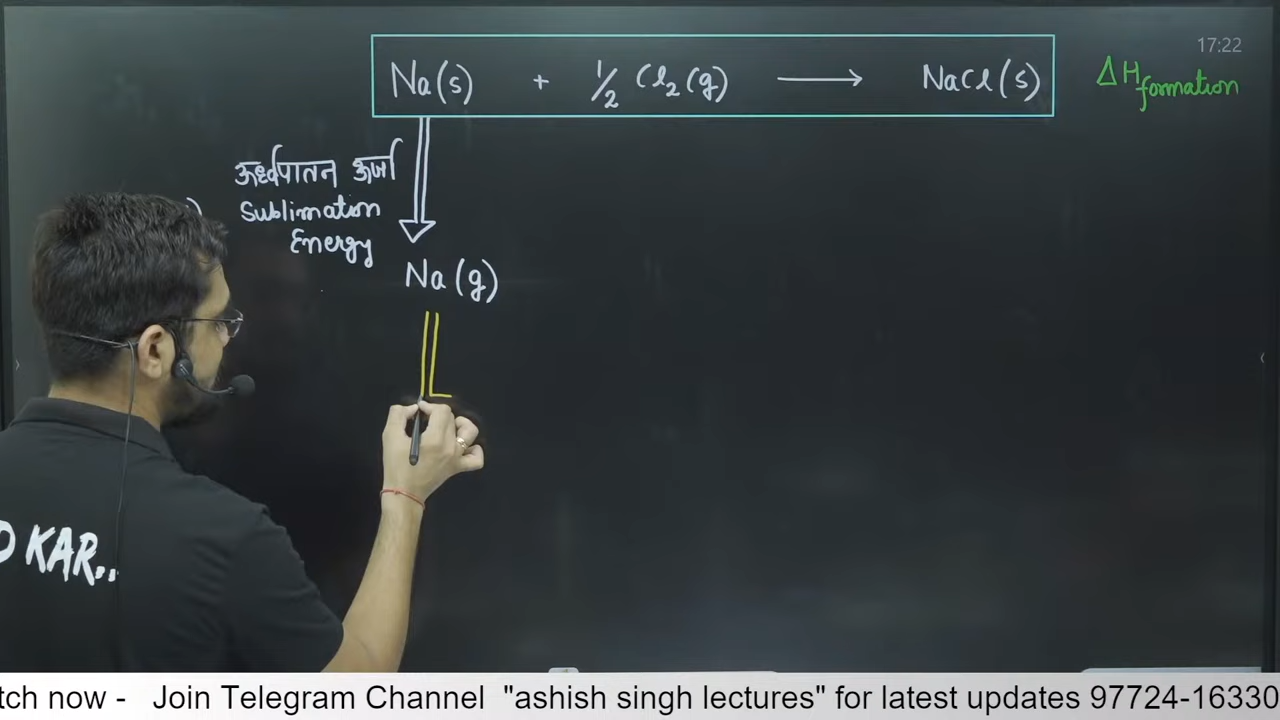 17:22
Na(s) + 1/2 Cl₂(g) ⟶ NaCl(s) ΔH formation
ऊर्ध्वपातन ऊर्जा
Sublimation
Energy
Na(g)
KAR..
tch now - Join Telegram Channel "ashish singh lectures" for latest updates 97724-16330